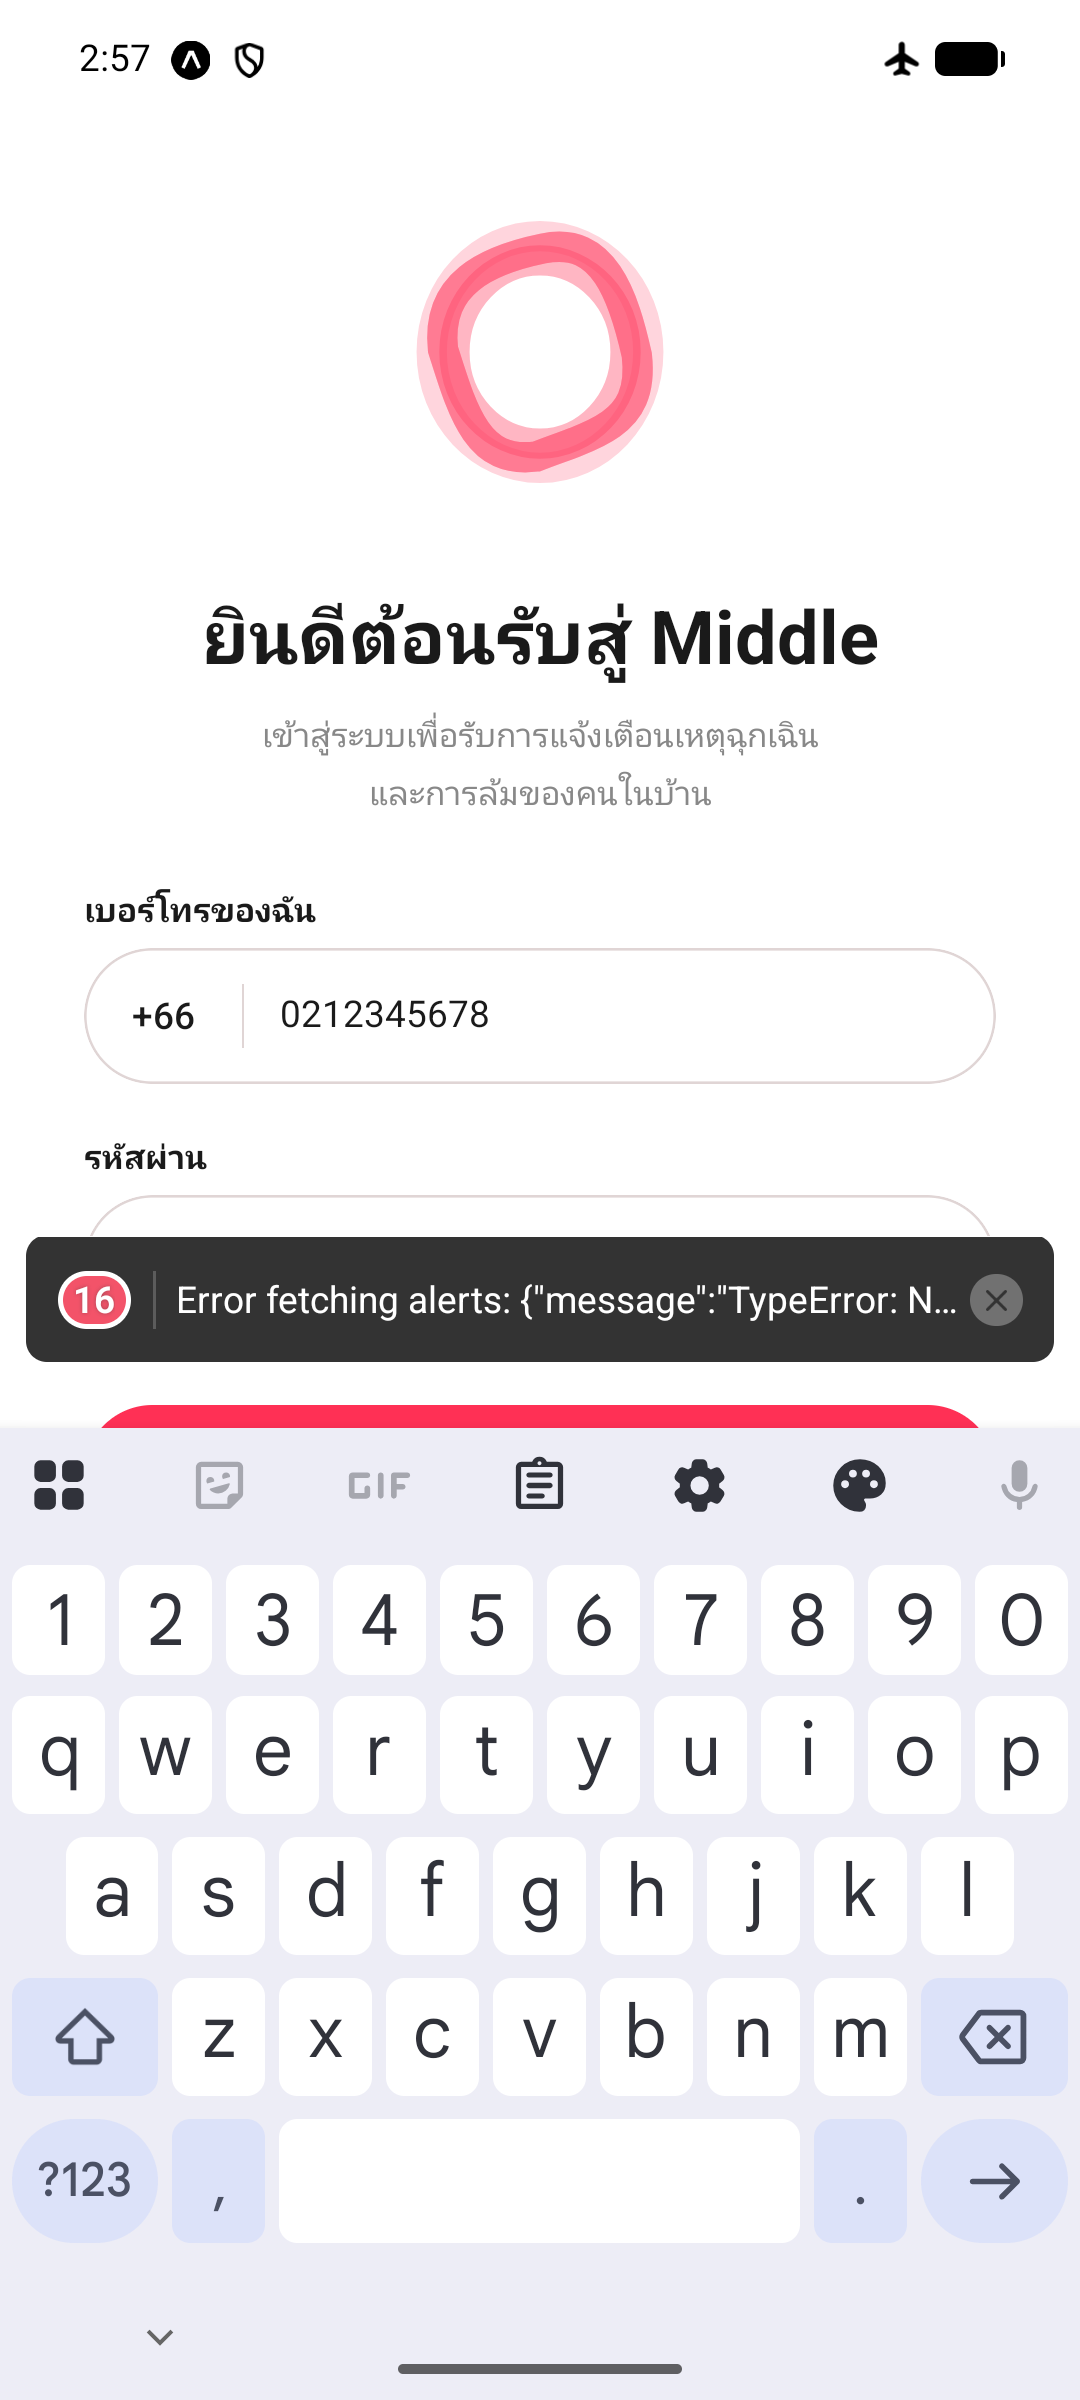 2:57
ยินดีต้อนรับสู่ Middle
เข้าสู่ระบบเพื่อรับการแจ้งเตือนเหตุฉุกเฉิน
และการล้มของคนในบ้าน
เบอร์โทรของฉัน
+66 0212345678
รหัสผ่าน
16 Error fetching alerts: {"message":"TypeError: N…
GIF
1 2 3 4 5 6 7 8 9 0
q w e r t y u i o p
a s d f g h j k l
z x c v b n m
?123 , .